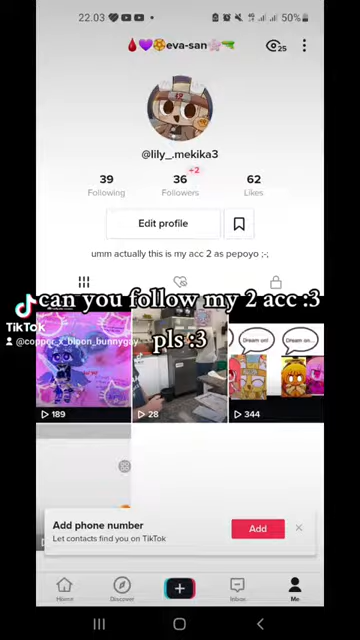 22.03
50%
🩸💜🏵️eva-san🌸🔫
25
@lily_.mekika3
39
36
+2
62
Following
Followers
Likes
Edit profile
umm actually this is my acc 2 as pepoyo ;-;
can you follow my 2 acc :3
pls :3
TikTok
@copper_x_bloon_bunnygay
Dream on!
Dream on...
189
28
344
Add phone number
Let contacts find you on TikTok
Add
Home
Discover
Inbox
Me